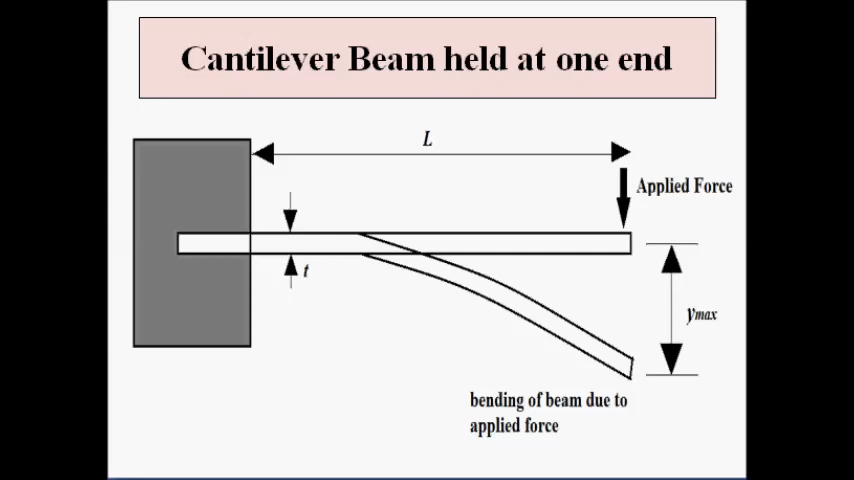 Cantilever Beam held at one end
L
Applied Force
t
ymax
bending of beam due to
applied force